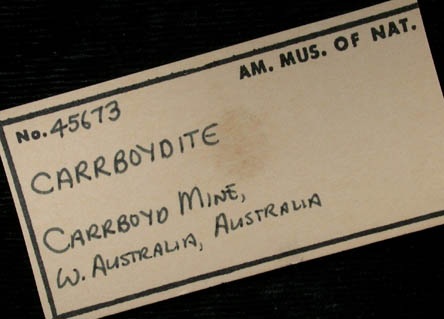 AM. MUS. OF NAT.
No. 45673
CARRBOYDITE
CARRBOYD MINE,
W. AUSTRALIA, AUSTRALIA